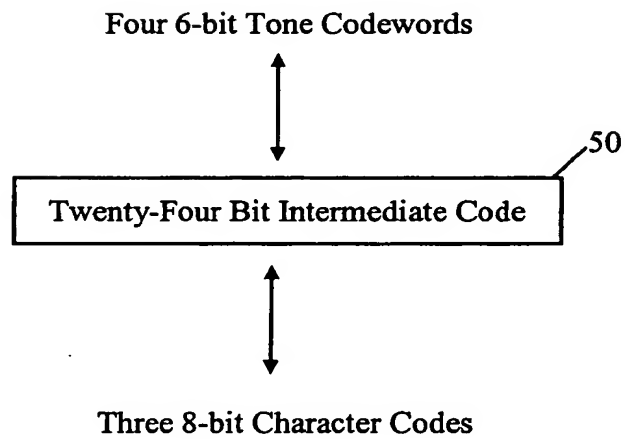 Four 6-bit Tone Codewords
50
Twenty-Four Bit Intermediate Code
Three 8-bit Character Codes